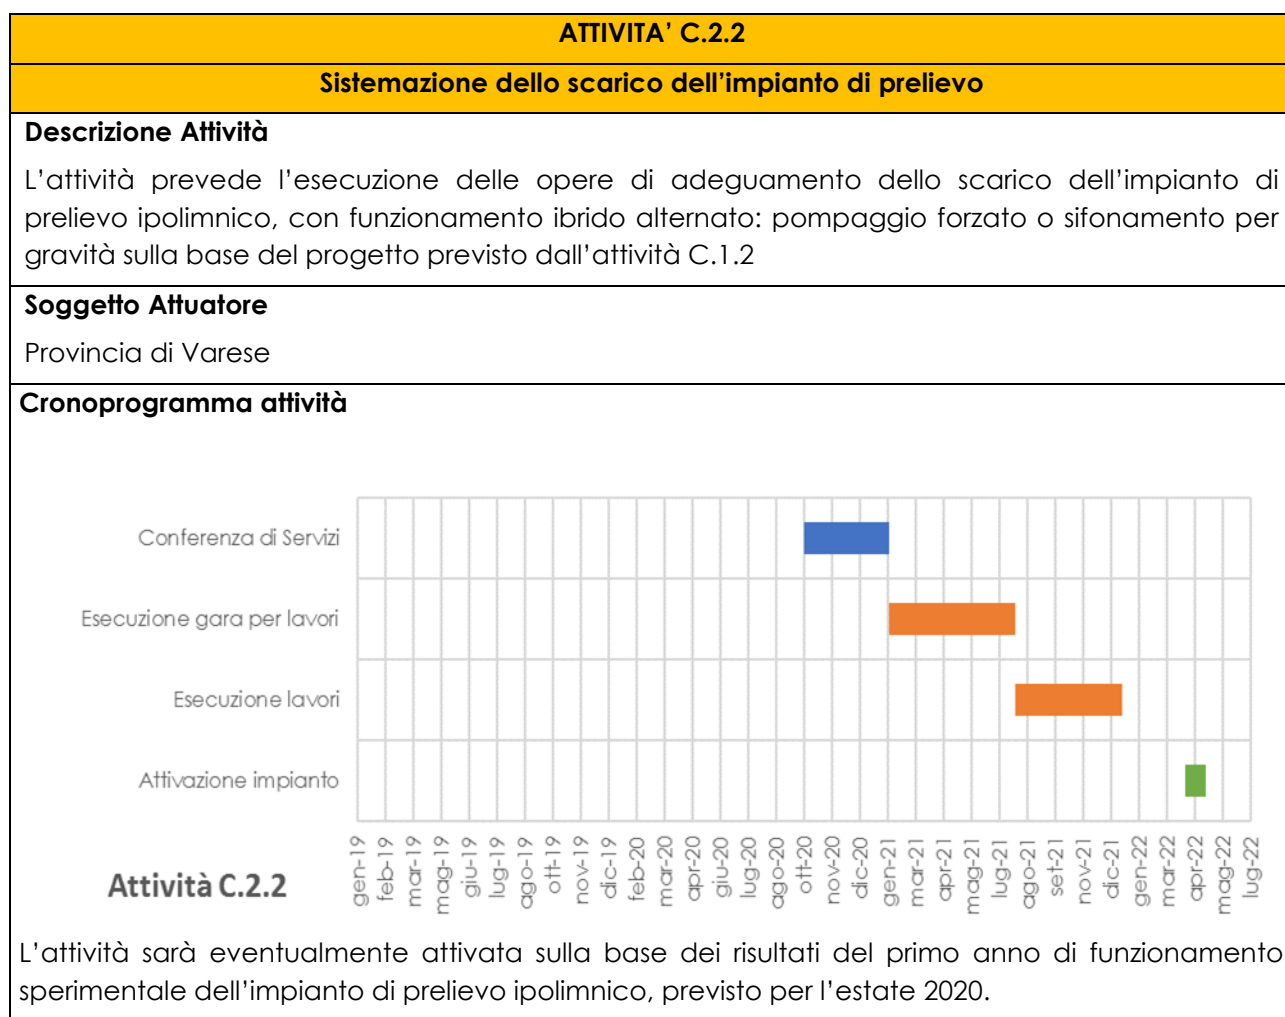 ATTIVITA’ C.2.2
Sistemazione dello scarico dell’impianto di prelievo
Descrizione Attività
L’attività prevede l’esecuzione delle opere di adeguamento dello scarico dell’impianto di
prelievo ipolimnico, con funzionamento ibrido alternato: pompaggio forzato o sifonamento per
gravità sulla base del progetto previsto dall’attività C.1.2
Soggetto Attuatore
Provincia di Varese
Cronoprogramma attività
Conferenza di Servizi
Esecuzione gara per lavori
Esecuzione lavori
Attivazione impianto
gen-19
feb-19
mar-19
mag-19
giu-19
lug-19
ago-19
ott-19
nov-19
dic-19
feb-20
mar-20
apr-20
giu-20
lug-20
ago-20
ott-20
nov-20
dic-20
gen-21
mar-21
apr-21
mag-21
lug-21
ago-21
set-21
nov-21
dic-21
gen-22
mar-22
apr-22
mag-22
lug-22
Attività C.2.2
L’attività sarà eventualmente attivata sulla base dei risultati del primo anno di funzionamento
sperimentale dell’impianto di prelievo ipolimnico, previsto per l’estate 2020.